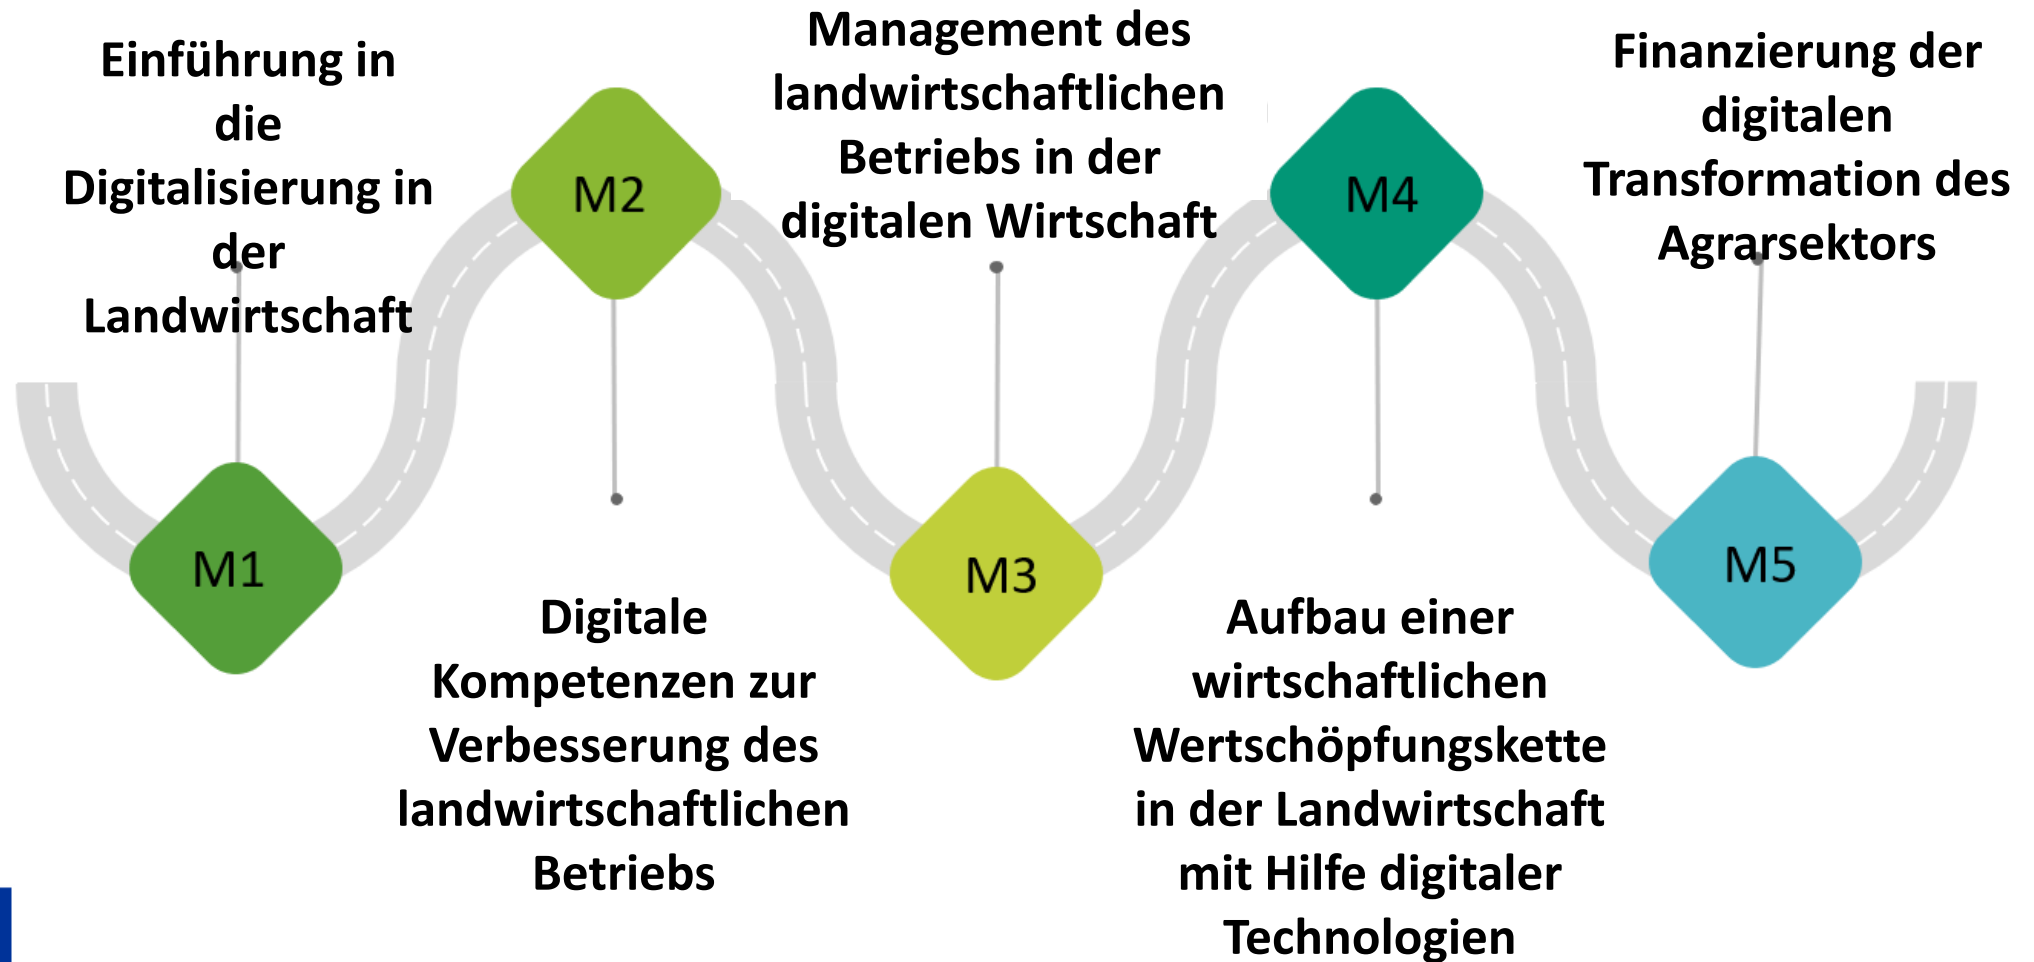 Einführung in
die
Digitalisierung in
der
Landwirtschaft
M1
M2
Digitale
Kompetenzen zur
Verbesserung des
landwirtschaftlichen
Betriebs
Management des
landwirtschaftlichen
Betriebs in der
digitalen Wirtschaft
M3
M4
Aufbau einer
wirtschaftlichen
Wertschöpfungskette
in der Landwirtschaft
mit Hilfe digitaler
Technologien
Finanzierung der
digitalen
Transformation des
Agrarsektors
M5